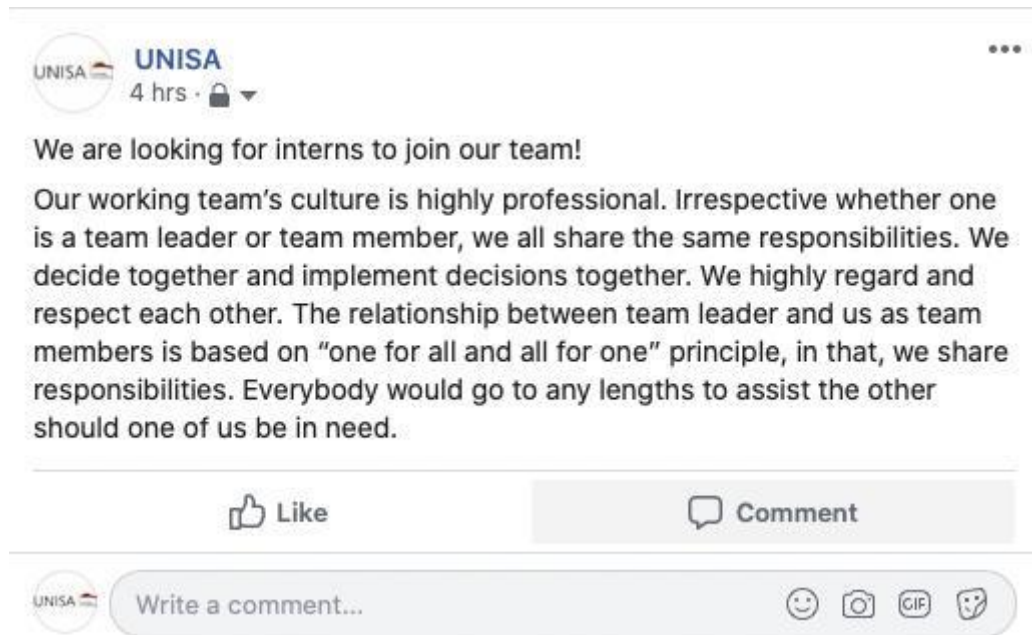 UNISA
UNISA
4 hrs ·
We are looking for interns to join our team!
Our working team’s culture is highly professional. Irrespective whether one
is a team leader or team member, we all share the same responsibilities. We
decide together and implement decisions together. We highly regard and
respect each other. The relationship between team leader and us as team
members is based on “one for all and all for one” principle, in that, we share
responsibilities. Everybody would go to any lengths to assist the other
should one of us be in need.
Like
Comment
UNISA
Write a comment...
GIF